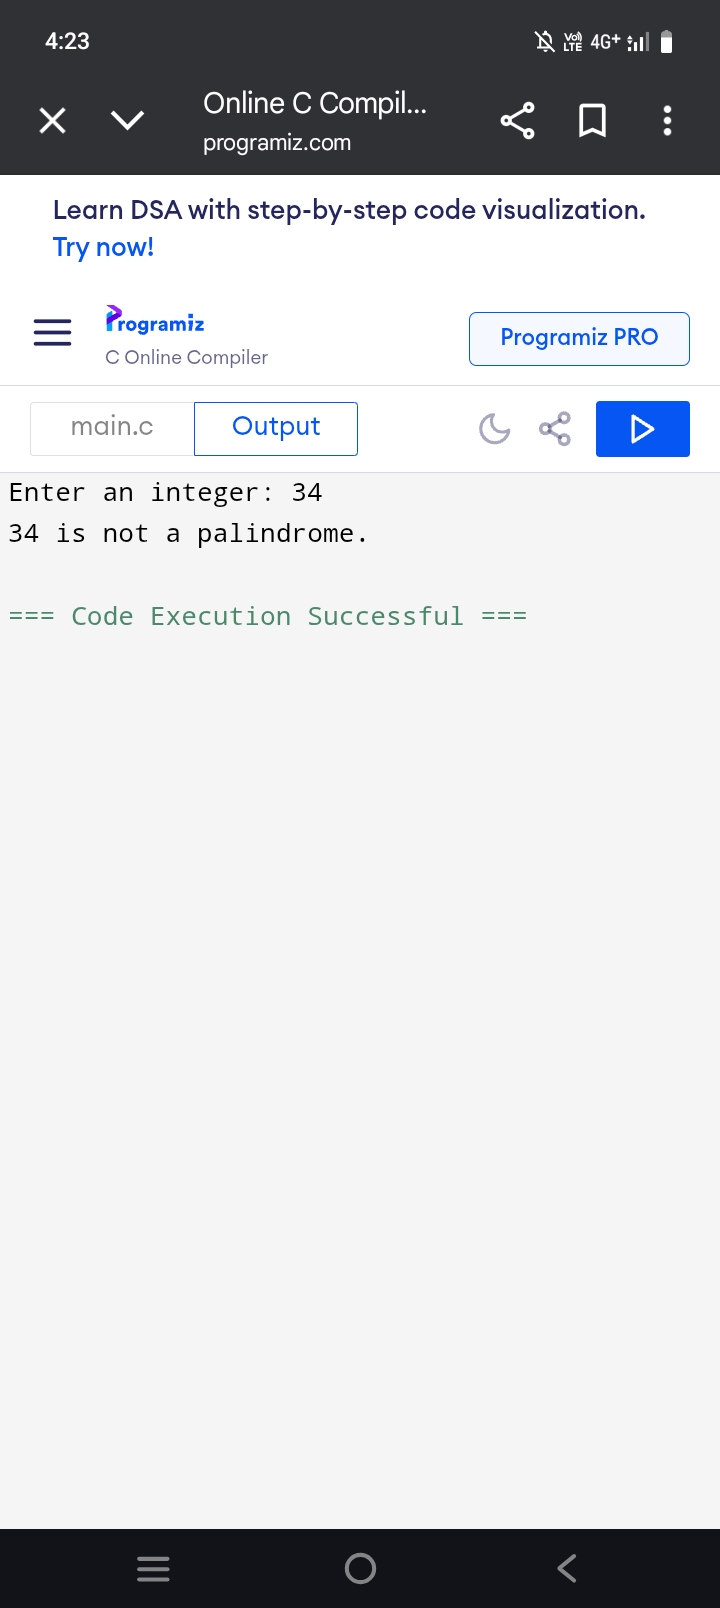 4:23
Vo) LTE 4G+
Online C Compil...
programiz.com
Learn DSA with step-by-step code visualization.
Try now!
Programiz
C Online Compiler
Programiz PRO
main.c
Output
Enter an integer: 34
34 is not a palindrome.
=== Code Execution Successful ===